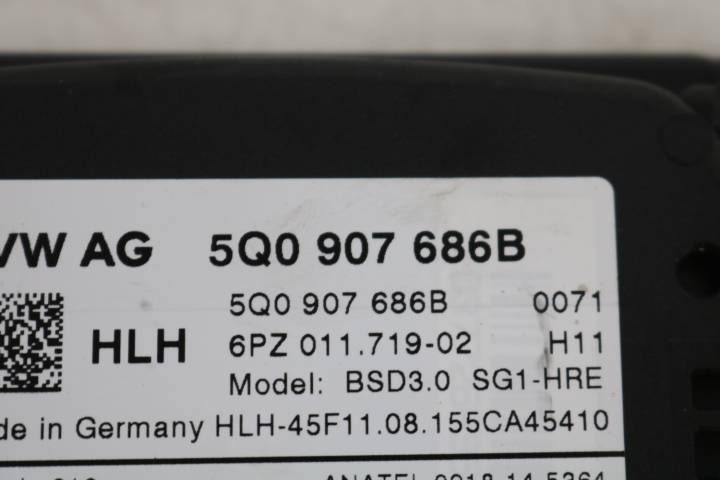 VW AG 5Q0 907 686B
5Q0 907 686B 0071
HLH 6PZ 011.719-02 H11
Model: BSD3.0 SG1-HRE
de in Germany HLH-45F11.08.155CA45410